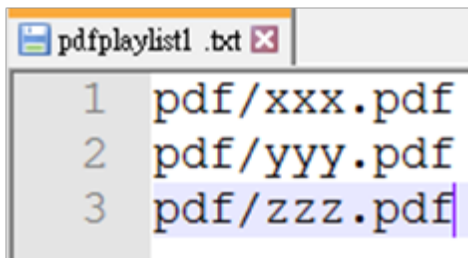 pdfplaylist1 .txt
1 pdf/xxx.pdf
2 pdf/yyy.pdf
3 pdf/zzz.pdf